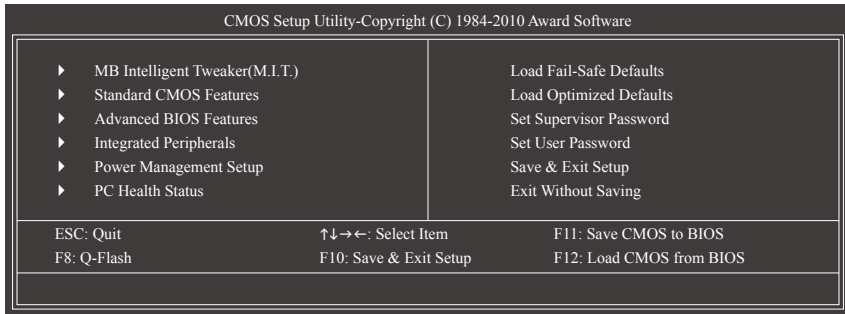 CMOS Setup Utility-Copyright (C) 1984-2010 Award Software
MB Intelligent Tweaker(M.I.T.)
Standard CMOS Features
Advanced BIOS Features
Integrated Peripherals
Power Management Setup
PC Health Status
Load Fail-Safe Defaults
Load Optimized Defaults
Set Supervisor Password
Set User Password
Save & Exit Setup
Exit Without Saving
ESC: Quit ↑↓→←: Select Item F11: Save CMOS to BIOS
F8: Q-Flash F10: Save & Exit Setup F12: Load CMOS from BIOS